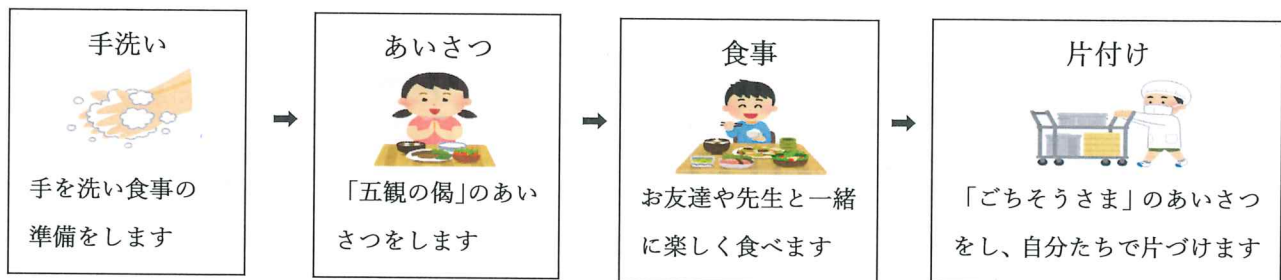 手洗い
手を洗い食事の
準備をします
あいさつ
「五観の偈」のあい
さつをします
食事
お友達や先生と一緒
に楽しく食べます
片付け
「ごちそうさま」のあいさつ
をし、自分たちで片づけます